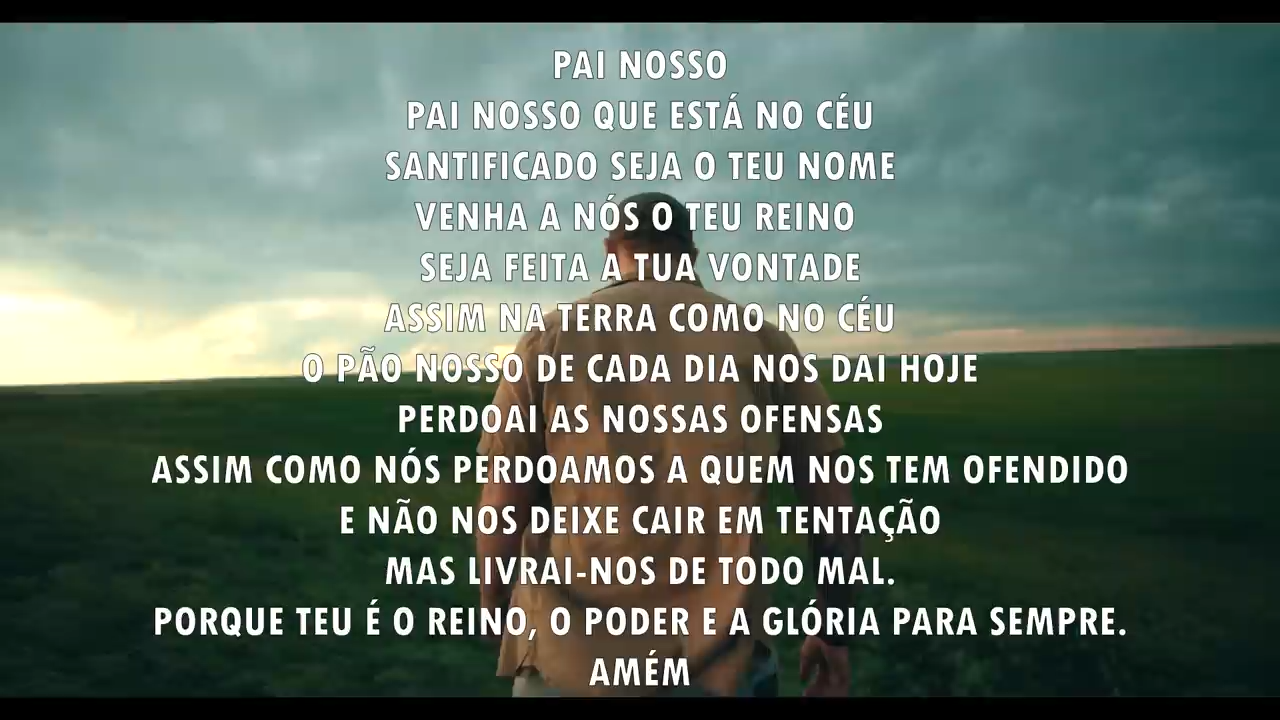 PAI NOSSO
PAI NOSSO QUE ESTÁ NO CÉU
SANTIFICADO SEJA O TEU NOME
VENHA A NÓS O TEU REINO
SEJA FEITA A TUA VONTADE
ASSIM NA TERRA COMO NO CÉU
O PÃO NOSSO DE CADA DIA NOS DAI HOJE
PERDOAI AS NOSSAS OFENSAS
ASSIM COMO NÓS PERDOAMOS A QUEM NOS TEM OFENDIDO
E NÃO NOS DEIXE CAIR EM TENTAÇÃO
MAS LIVRAI-NOS DE TODO MAL.
PORQUE TEU É O REINO, O PODER E A GLÓRIA PARA SEMPRE.
AMÉM